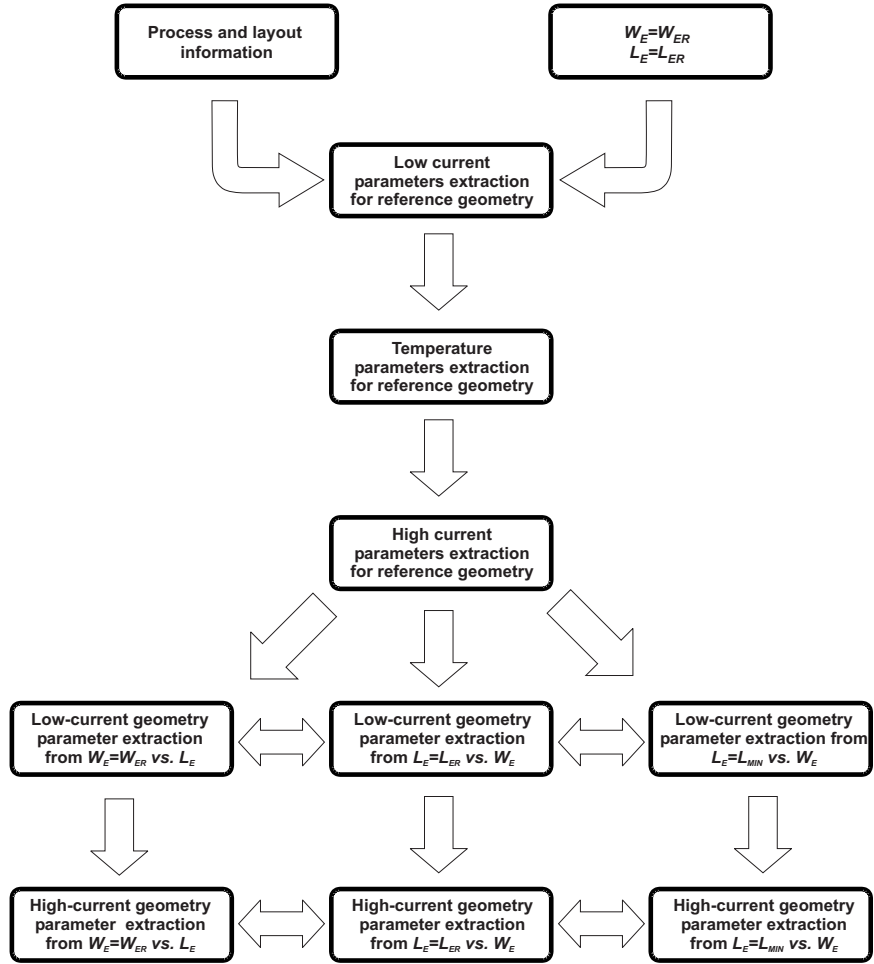 Process and layout
information
W_E=W_ER
L_E=L_ER
Low current
parameters extraction
for reference geometry
Temperature
parameters extraction
for reference geometry
High current
parameters extraction
for reference geometry
Low-current geometry
parameter extraction
from W_E=W_ER vs. L_E
Low-current geometry
parameter extraction
from L_E=L_ER vs. W_E
Low-current geometry
parameter extraction from
L_E=L_MIN vs. W_E
High-current geometry
parameter extraction
from W_E=W_ER vs. L_E
High-current geometry
parameter extraction
from L_E=L_ER vs. W_E
High-current geometry
parameter extraction
from L_E=L_MIN vs. W_E